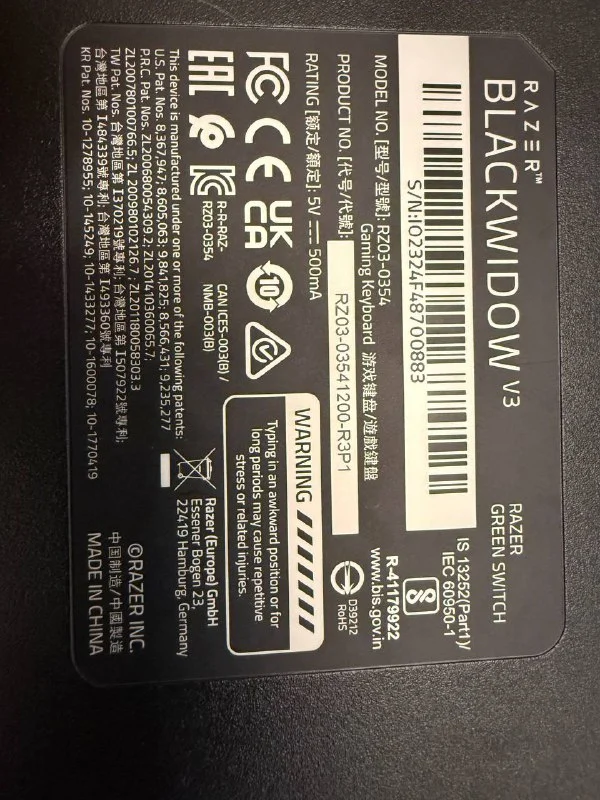 RAZER™
BLACKWIDOW V3
RAZER
GREEN SWITCH
S/N:IO2324F48700883
IS 13252(Part1)/
IEC 60950-1
R-41179922
www.bis.gov.in
MODEL NO. [型号/型號]: RZ03-0354
Gaming Keyboard 游戏键盘/遊戲鍵盤
PRODUCT NO. [代号/代號]:
RZ03-03541200-R3P1
D39212
RoHS
RATING [额定/額定]: 5V ⎓ 500mA
FC CE UK CA
10
EAC
R-R-RAZ-
RZ03-0354
CAN ICES-003(B) /
NMB-003(B)
WARNING
Typing in an awkward position or for
long periods may cause repetitive
stress or related injuries.
This device is manufactured under one or more of the following patents:
U.S. Pat. Nos. 8,367,947; 8,605,063; 9,841,825; 8,566,431; 9,235,277
P.R.C. Pat. Nos. ZL200680054309.2; ZL201410360065.7;
ZL200780100766.5; ZL 200980102126.7; ZL201180058303.3
TW Pat. Nos. 台灣地區第 I370219號專利; 台灣地區第 I507922號專利;
台灣地區第 I484339號專利; 台灣地區第 I493360號專利
KR Pat. Nos. 10-1278955; 10-145249; 10-1433277; 10-1600078; 10-1770419
Razer (Europe) GmbH
Essener Bogen 23,
22419 Hamburg, Germany
©RAZER INC.
中国制造/中國製造
MADE IN CHINA